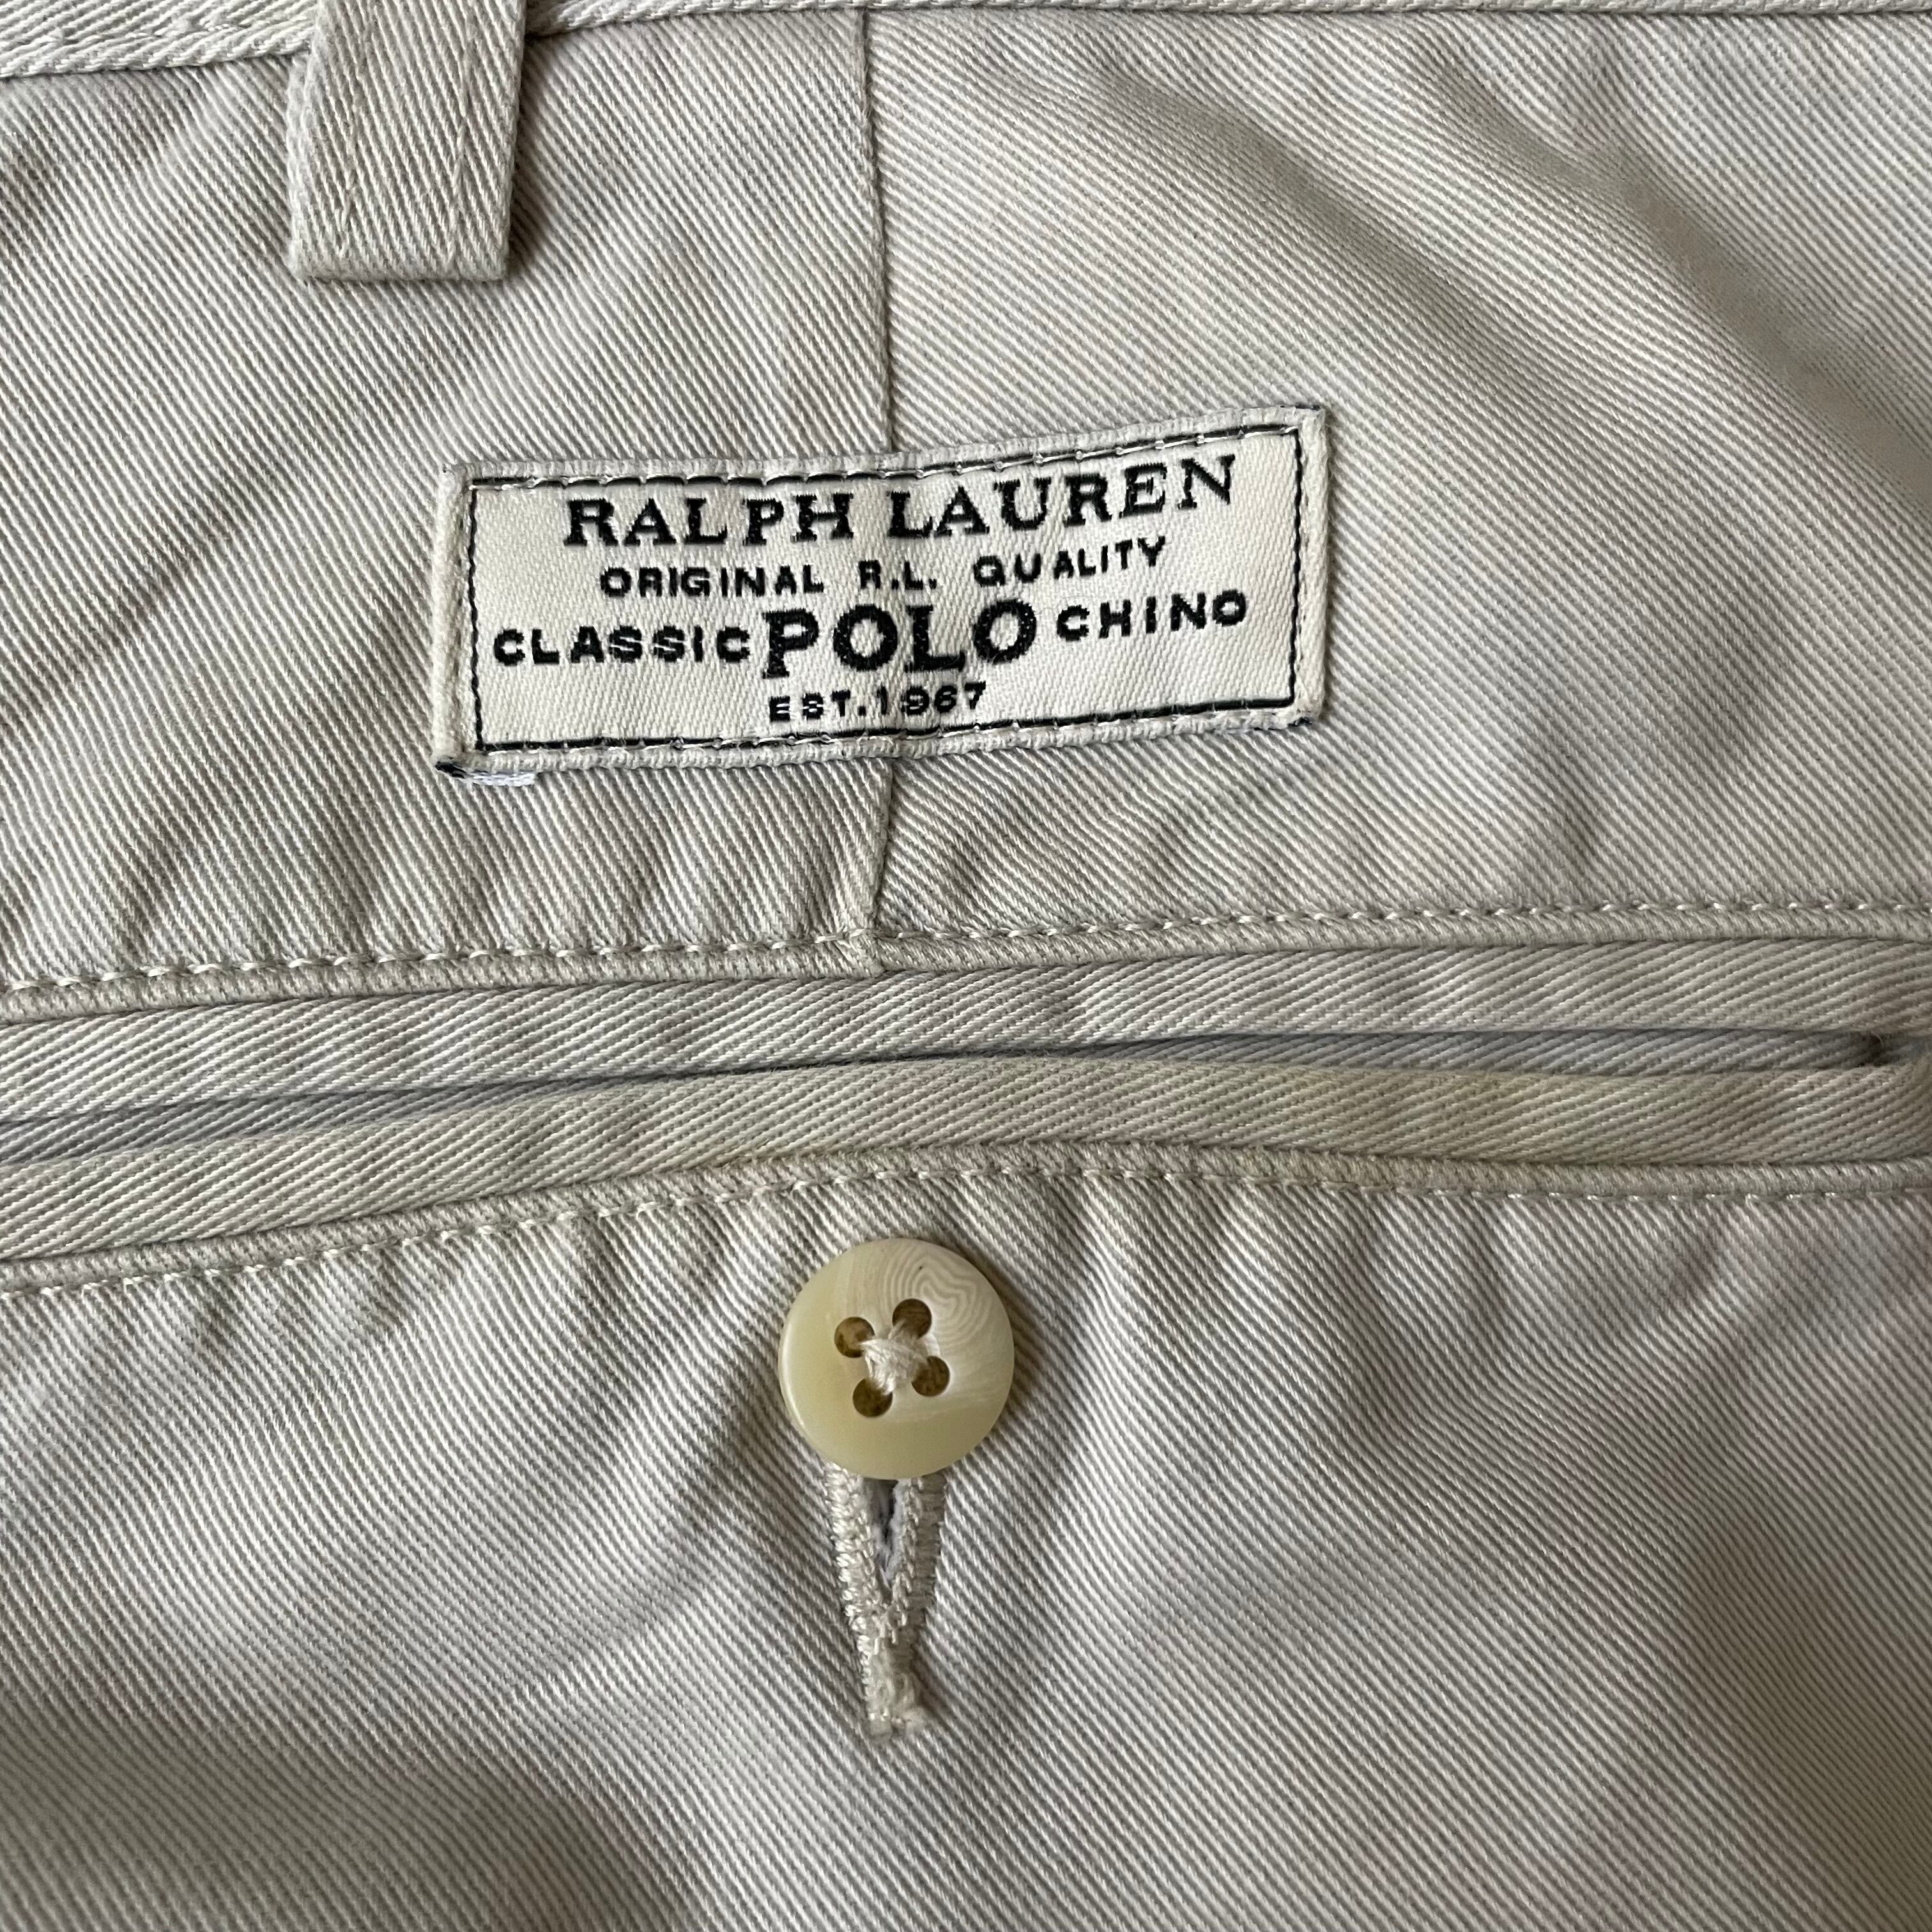 RALPH LAUREN
ORIGINAL R.L. QUALITY
CLASSIC POLO CHINO
EST. 1967